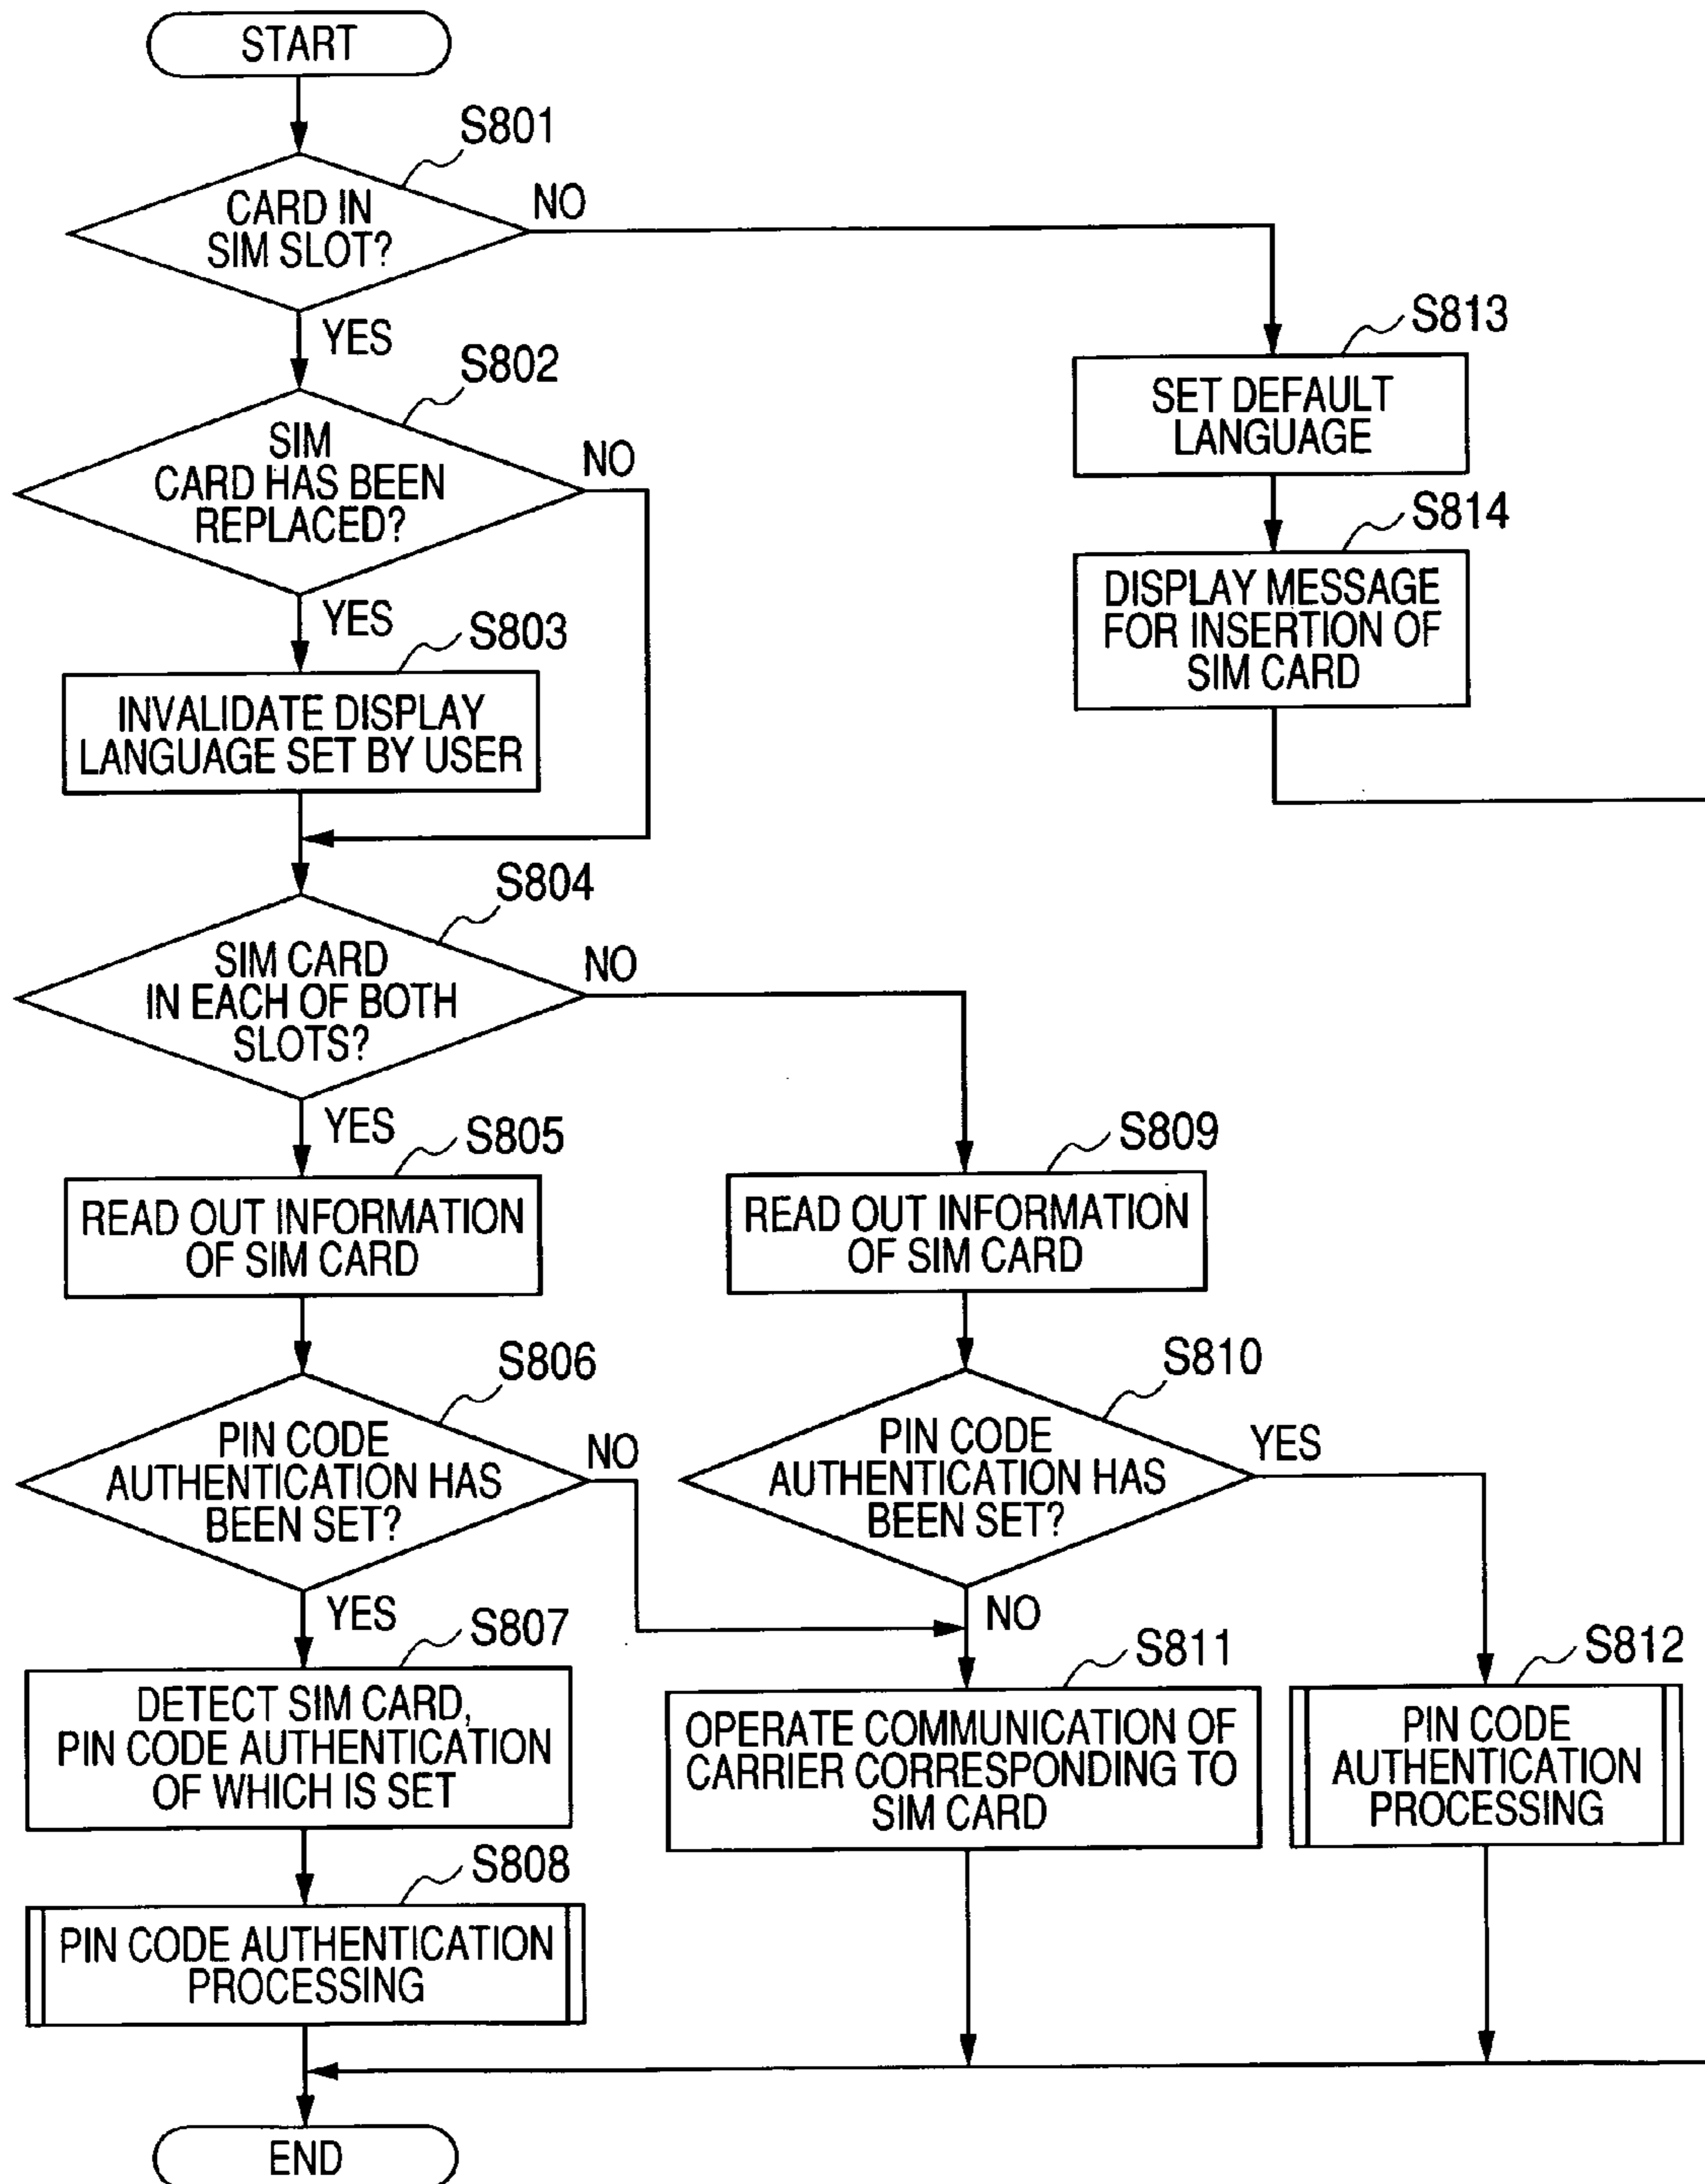 START
S801
CARD IN
SIM SLOT?
NO
YES
S802
SIM
CARD HAS BEEN
REPLACED?
NO
YES
S803
INVALIDATE DISPLAY
LANGUAGE SET BY USER
S813
SET DEFAULT
LANGUAGE
S814
DISPLAY MESSAGE
FOR INSERTION OF
SIM CARD
S804
SIM CARD
IN EACH OF BOTH
SLOTS?
NO
YES
S805
READ OUT INFORMATION
OF SIM CARD
S809
READ OUT INFORMATION
OF SIM CARD
S806
PIN CODE
AUTHENTICATION HAS
BEEN SET?
NO
YES
S810
PIN CODE
AUTHENTICATION HAS
BEEN SET?
YES
NO
S807
DETECT SIM CARD,
PIN CODE AUTHENTICATION
OF WHICH IS SET
S811
OPERATE COMMUNICATION OF
CARRIER CORRESPONDING TO
SIM CARD
S812
PIN CODE
AUTHENTICATION
PROCESSING
S808
PIN CODE AUTHENTICATION
PROCESSING
END